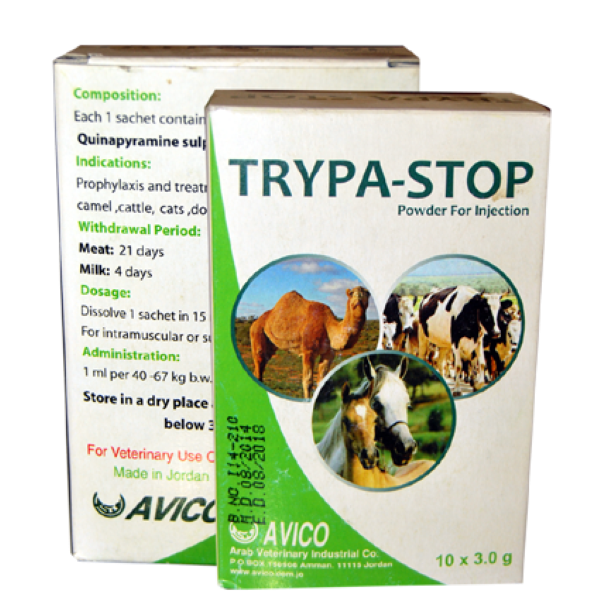 Composition:
Each 1 sachet contain
Quinapyramine sulp
Indications:
Prophylaxis and treatm
camel ,cattle, cats ,do
Withdrawal Period:
Meat: 21 days
Milk: 4 days
Dosage:
Dissolve 1 sachet in 15
For intramuscular or su
Administration:
1 ml per 40 -67 kg b.w.
Store in a dry place
below 3
For Veterinary Use O
Made in Jordan
AVICO
TRYPA-STOP
Powder For Injection
B.NO. 114-210
08/2014
E.D.08/2018
AVICO
Arab Veterinary Industrial Co.
Amman. 11115 Jordan
www.avico.com.jo
10 x 3.0 g